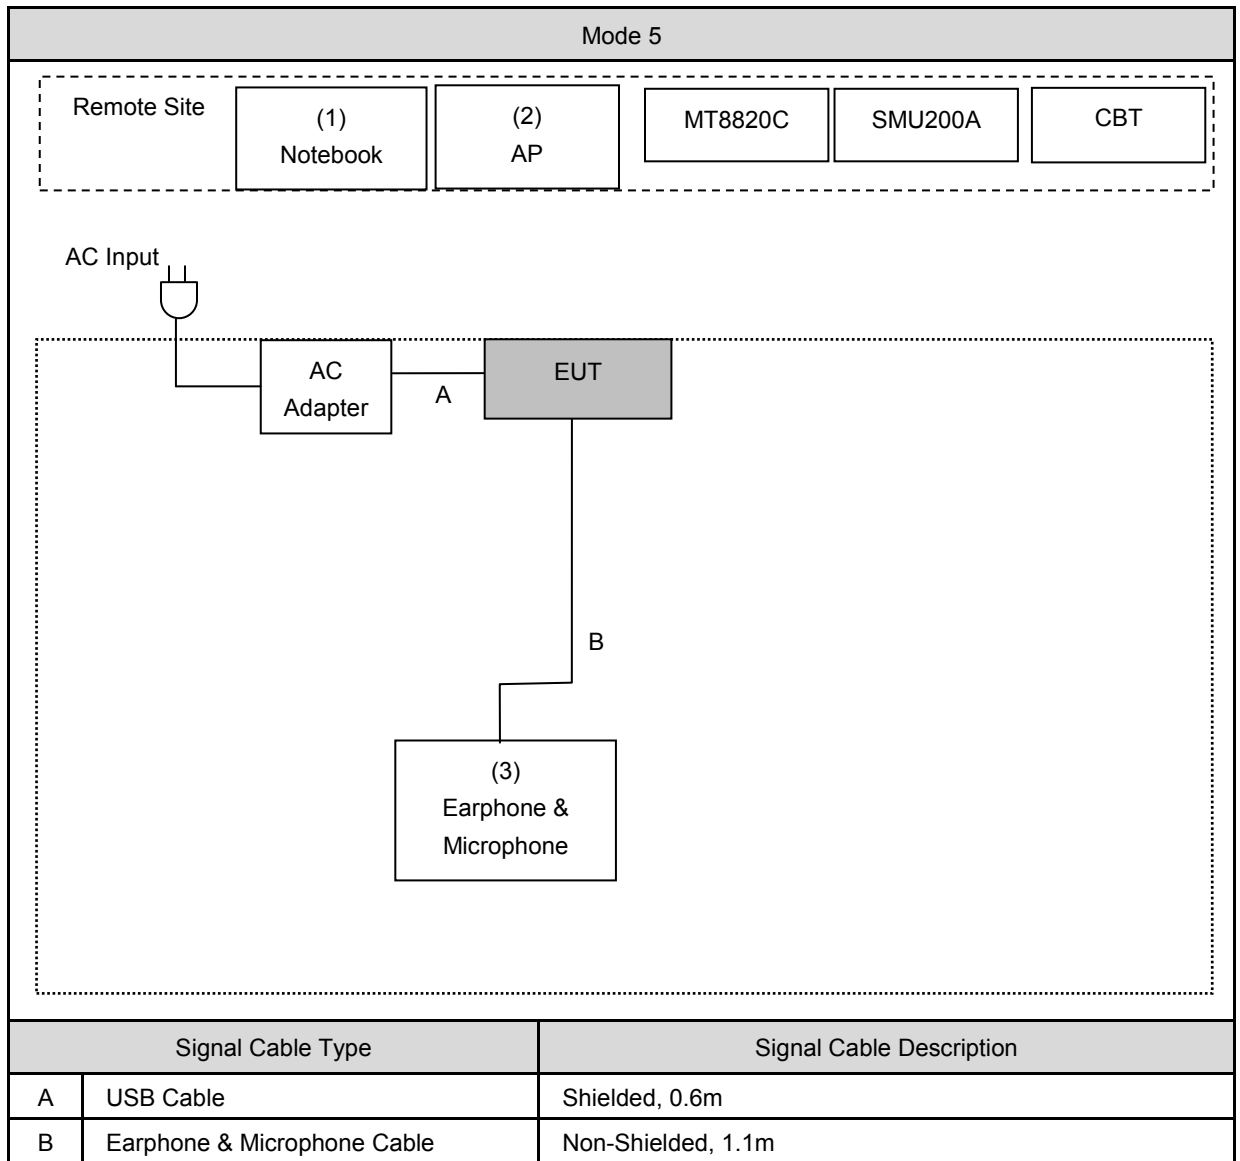 Mode 5
Remote Site
(1)
Notebook
(2)
AP
MT8820C
SMU200A
CBT
AC Input
AC
Adapter
A
EUT
B
(3)
Earphone &
Microphone
Signal Cable Type
Signal Cable Description
A
USB Cable
Shielded, 0.6m
B
Earphone & Microphone Cable
Non-Shielded, 1.1m